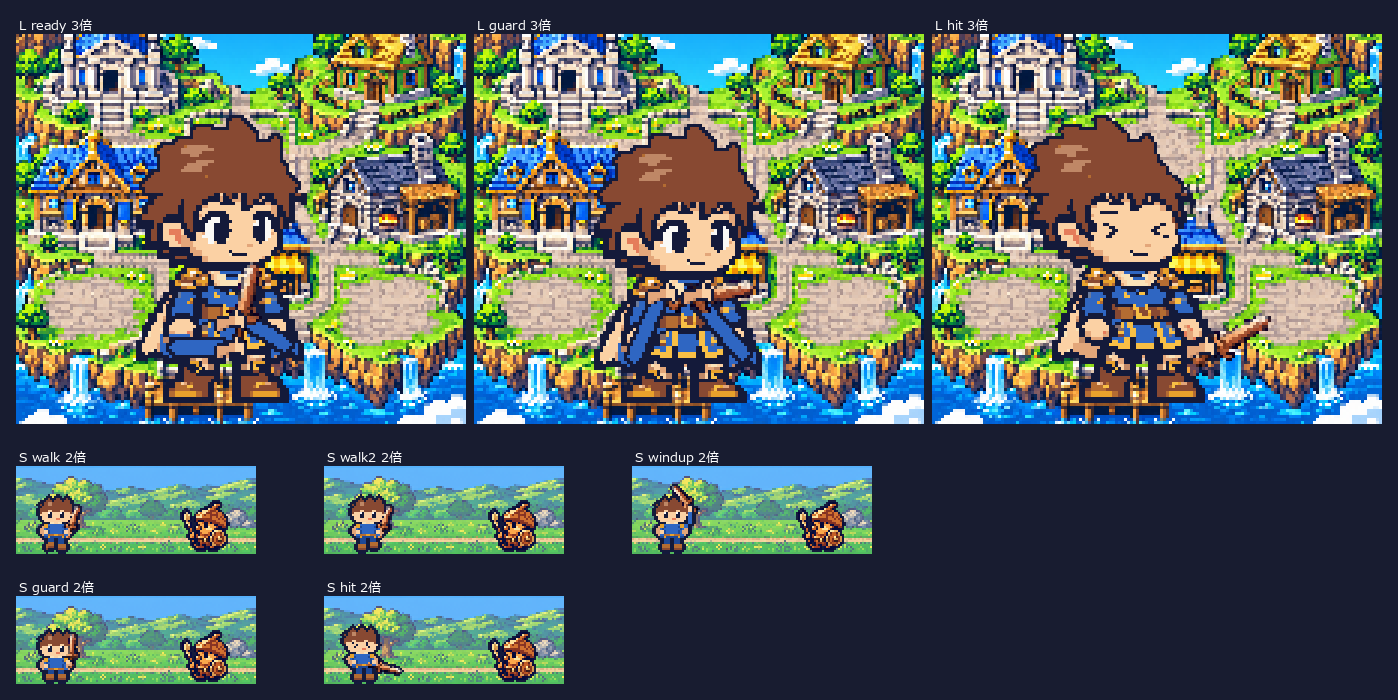 L ready 3倍
L guard 3倍
L hit 3倍
S walk 2倍
S walk2 2倍
S windup 2倍
S guard 2倍
S hit 2倍